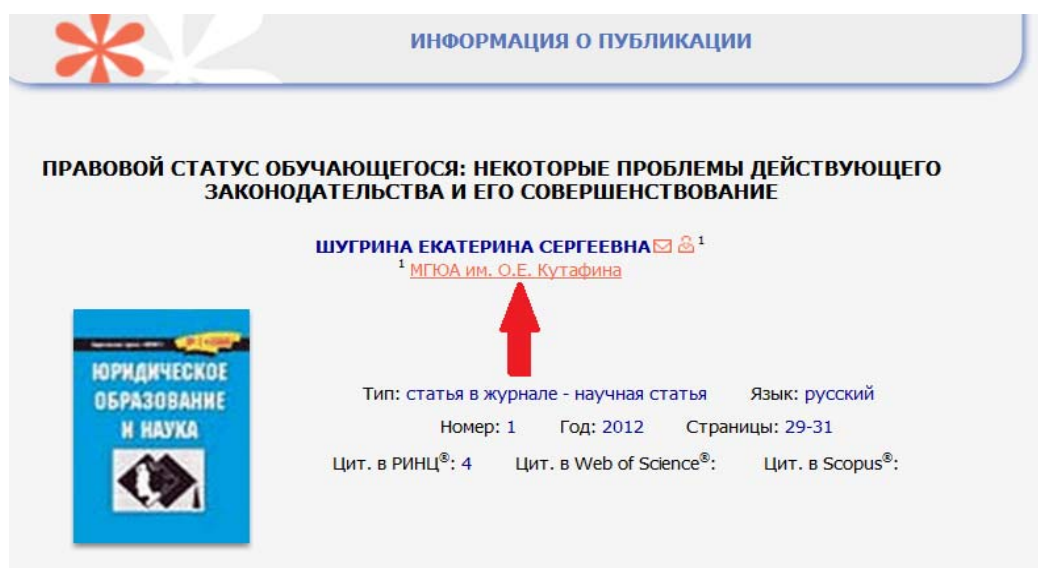 ИНФОРМАЦИЯ О ПУБЛИКАЦИИ
ПРАВОВОЙ СТАТУС ОБУЧАЮЩЕГОСЯ: НЕКОТОРЫЕ ПРОБЛЕМЫ ДЕЙСТВУЮЩЕГО
ЗАКОНОДАТЕЛЬСТВА И ЕГО СОВЕРШЕНСТВОВАНИЕ
ШУГРИНА ЕКАТЕРИНА СЕРГЕЕВНА 1
1 МГЮА им. О.Е. Кутафина
ЮРИДИЧЕСКОЕ
ОБРАЗОВАНИЕ
И НАУКА
Тип: статья в журнале - научная статья Язык: русский
Номер: 1 Год: 2012 Страницы: 29-31
Цит. в РИНЦ®: 4 Цит. в Web of Science®: Цит. в Scopus®: